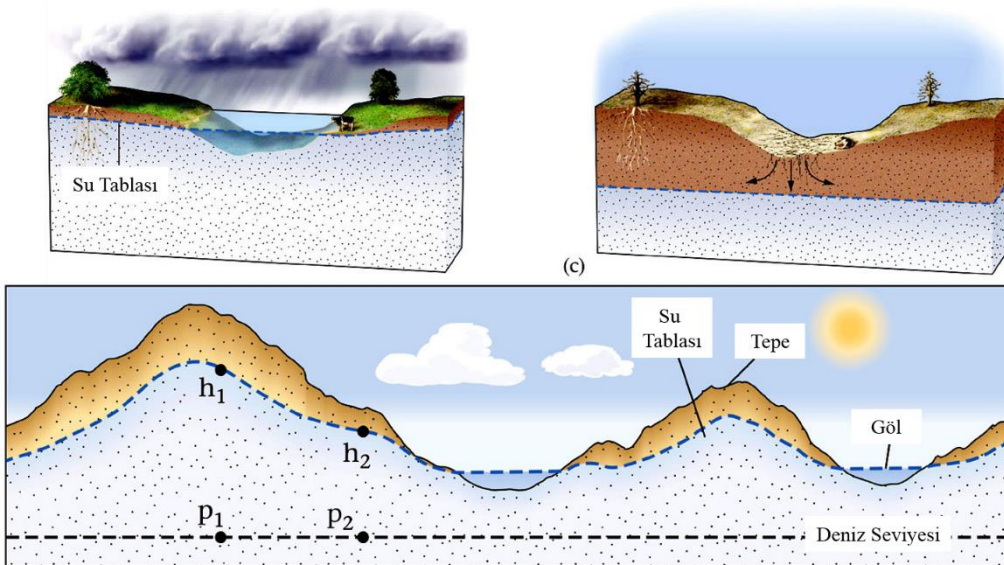 Su Tablası
(c)
Su
Tablası
Tepe
h1
h2
Göl
p1
p2
Deniz Seviyesi